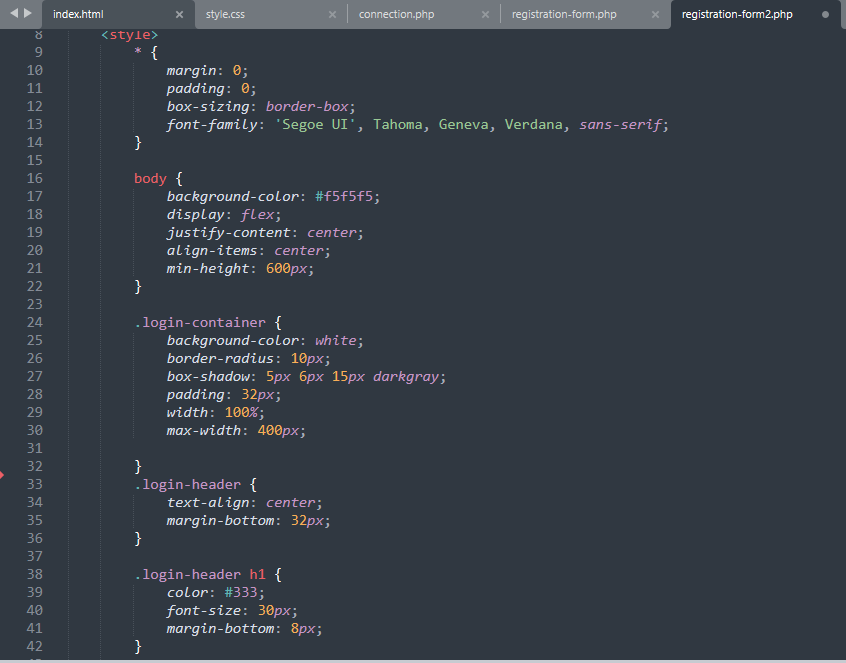 index.html
style.css
connection.php
registration-form.php
registration-form2.php
8 <style>
9 * {
10 margin: 0;
11 padding: 0;
12 box-sizing: border-box;
13 font-family: 'Segoe UI', Tahoma, Geneva, Verdana, sans-serif;
14 }
15
16 body {
17 background-color: #f5f5f5;
18 display: flex;
19 justify-content: center;
20 align-items: center;
21 min-height: 600px;
22 }
23
24 .login-container {
25 background-color: white;
26 border-radius: 10px;
27 box-shadow: 5px 6px 15px darkgray;
28 padding: 32px;
29 width: 100%;
30 max-width: 400px;
31
32 }
33 .login-header {
34 text-align: center;
35 margin-bottom: 32px;
36 }
37
38 .login-header h1 {
39 color: #333;
40 font-size: 30px;
41 margin-bottom: 8px;
42 }